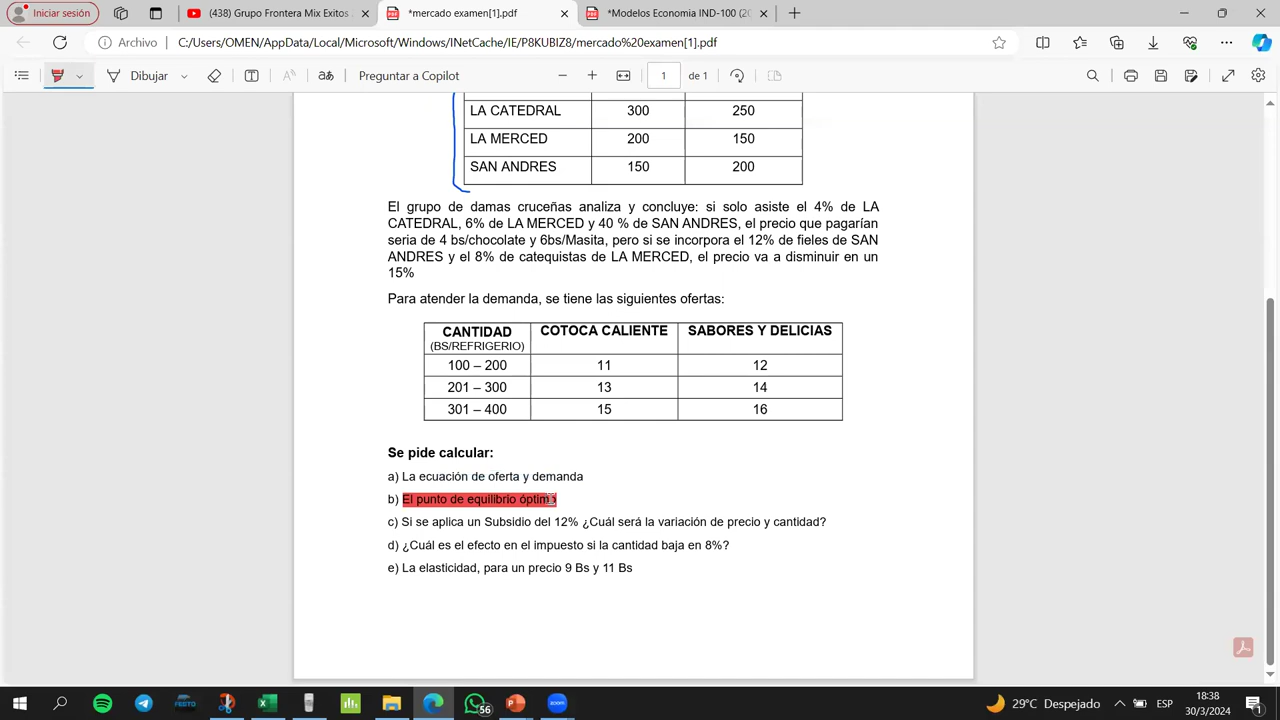 Iniciar sesión
(438) Grupo Frontera Mix Exitos
*mercado examen[1].pdf
*Modelos Economia IND-300 (20
Archivo
C:/Users/OMEN/AppData/Local/Microsoft/Windows/INetCache/IE/P8KUBIZ8/mercado%20examen[1].pdf
Dibujar
Preguntar a Copilot
1
de 1
LA CATEDRAL 300 250
LA MERCED 200 150
SAN ANDRES 150 200
El grupo de damas cruceñas analiza y concluye: si solo asiste el 4% de LA
CATEDRAL, 6% de LA MERCED y 40 % de SAN ANDRES, el precio que pagarían
seria de 4 bs/chocolate y 6bs/Masita, pero si se incorpora el 12% de fieles de SAN
ANDRES y el 8% de catequistas de LA MERCED, el precio va a disminuir en un
15%
Para atender la demanda, se tiene las siguientes ofertas:
CANTIDAD COTOCA CALIENTE SABORES Y DELICIAS
(BS/REFRIGERIO)
100 – 200 11 12
201 – 300 13 14
301 – 400 15 16
Se pide calcular:
a) La ecuación de oferta y demanda
b) El punto de equilibrio óptimo
c) Si se aplica un Subsidio del 12% ¿Cuál será la variación de precio y cantidad?
d) ¿Cuál es el efecto en el impuesto si la cantidad baja en 8%?
e) La elasticidad, para un precio 9 Bs y 11 Bs
FESTO
56
zoom
29°C Despejado
ESP
18:38
30/3/2024
1